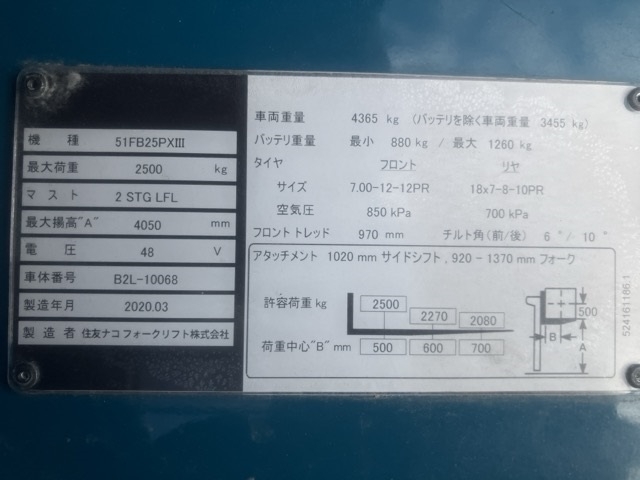 機 種 51FB25PXⅢ
最大荷重 2500 kg
マスト 2 STG LFL
最大揚高"A" 4050 mm
電 圧 48 V
車体番号 B2L-10068
製造年月 2020.03
製造者 住友ナコ フォークリフト株式会社
車両重量 4365 kg (バッテリを除く車両重量 3455 kg)
バッテリ重量 最小 880 kg / 最大 1260 kg
タイヤ フロント リヤ
サイズ 7.00-12-12PR 18x7-8-10PR
空気圧 850 kPa 700 kPa
フロント トレッド 970 mm チルト角(前/後) 6 °/ 10 °
アタッチメント 1020 mm サイドシフト, 920 - 1370 mm フォーク
許容荷重 kg 2500 2270 2080
荷重中心"B" mm 500 600 700
500
B
A
524161186.1